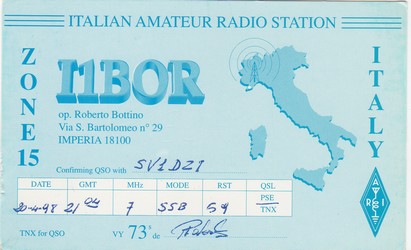 ITALIAN AMATEUR RADIO STATION
ZONE 15
I1BOR
ITALY
op. Roberto Bottino
Via S. Bartolomeo n° 29
IMPERIA 18100
Confirming QSO with SV1DZI
DATE GMT MHz MODE RST QSL
20-4-98 21 04 7 SSB 59 PSE
TNX
TNX for QSO VY 73's de
A R I